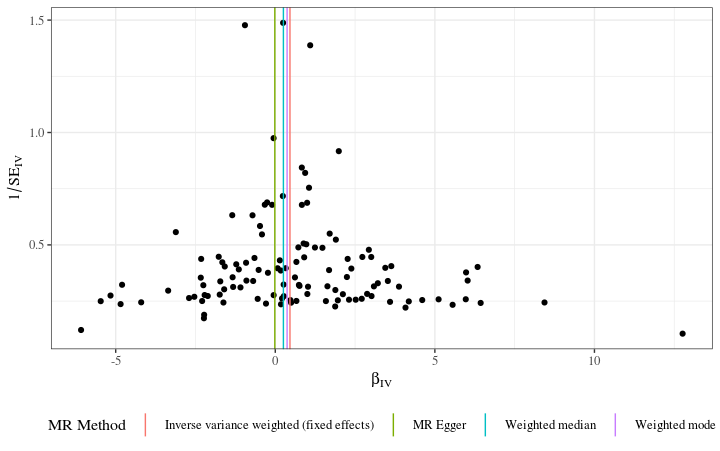 1.5
1.0
0.5
1/SE_IV
-5
0
5
10
β_IV
MR Method
Inverse variance weighted (fixed effects)
MR Egger
Weighted median
Weighted mode